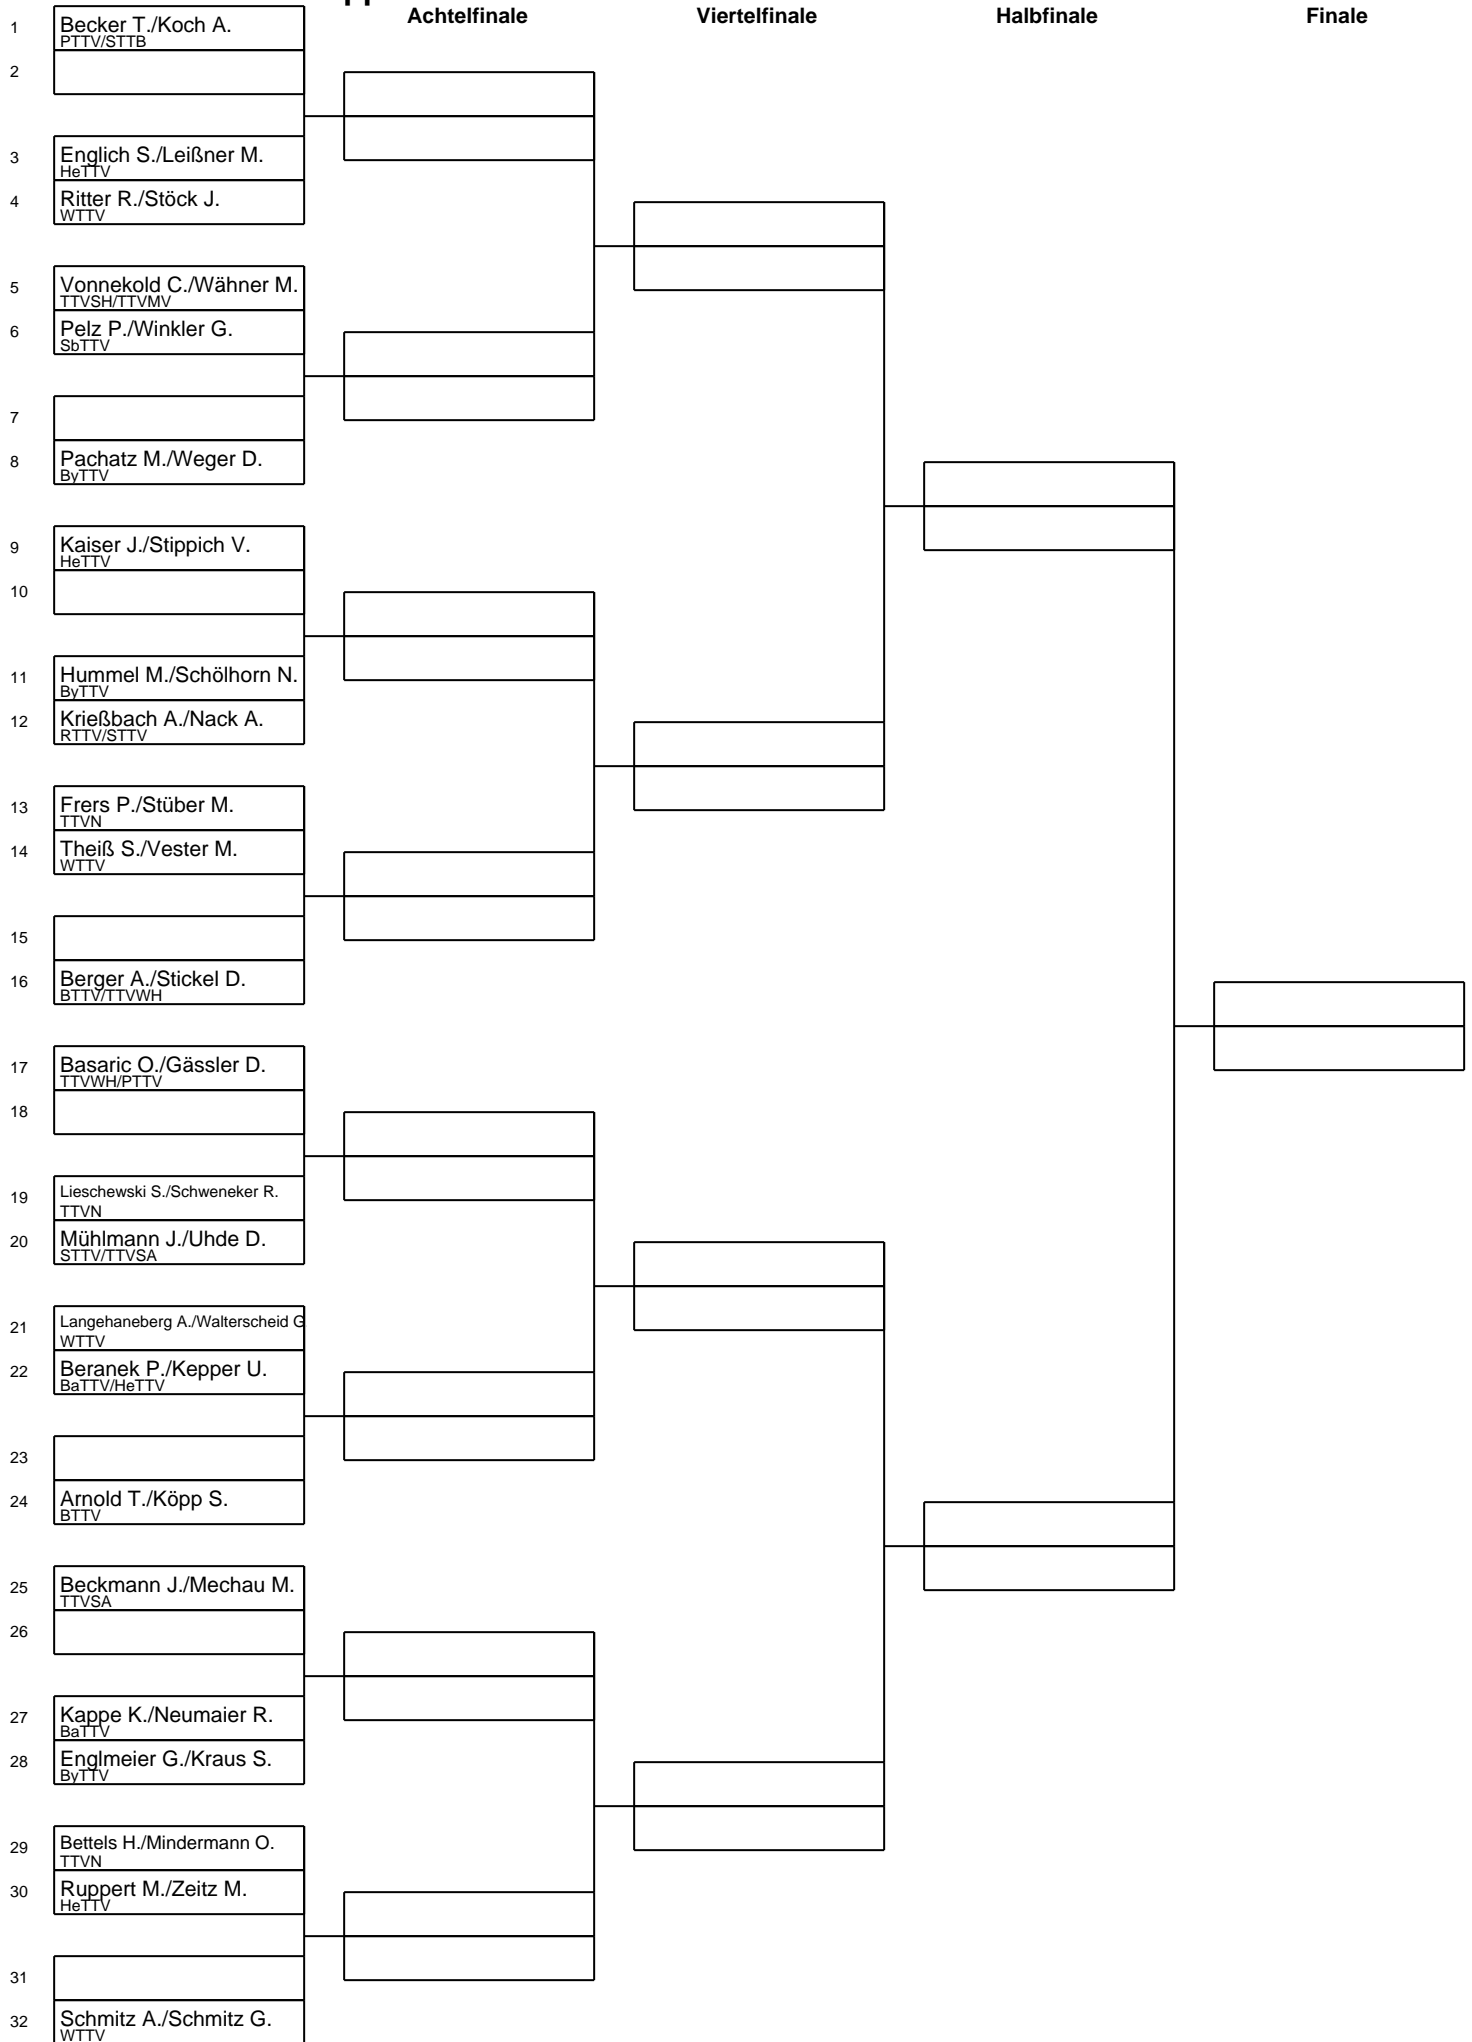 pp
Achtelfinale Viertelfinale Halbfinale Finale
1 Becker T./Koch A.
PTTV/STTB
2
3 Englich S./Leißner M.
HeTTV
4 Ritter R./Stöck J.
WTTV
5 Vonnekold C./Wähner M.
TTVSH/TTVMV
6 Pelz P./Winkler G.
SbTTV
7
8 Pachatz M./Weger D.
ByTTV
9 Kaiser J./Stippich V.
HeTTV
10
11 Hummel M./Schölhorn N.
ByTTV
12 Krießbach A./Nack A.
RTTV/STTV
13 Frers P./Stüber M.
TTVN
14 Theiß S./Vester M.
WTTV
15
16 Berger A./Stickel D.
BTTV/TTVWH
17 Basaric O./Gässler D.
TTVWH/PTTV
18
19 Lieschewski S./Schweneker R.
TTVN
20 Mühlmann J./Uhde D.
STTV/TTVSA
21 Langehaneberg A./Walterscheid G
WTTV
22 Beranek P./Kepper U.
BaTTV/HeTTV
23
24 Arnold T./Köpp S.
BTTV
25 Beckmann J./Mechau M.
TTVSA
26
27 Kappe K./Neumaier R.
BaTTV
28 Englmeier G./Kraus S.
ByTTV
29 Bettels H./Mindermann O.
TTVN
30 Ruppert M./Zeitz M.
HeTTV
31
32 Schmitz A./Schmitz G.
WTTV